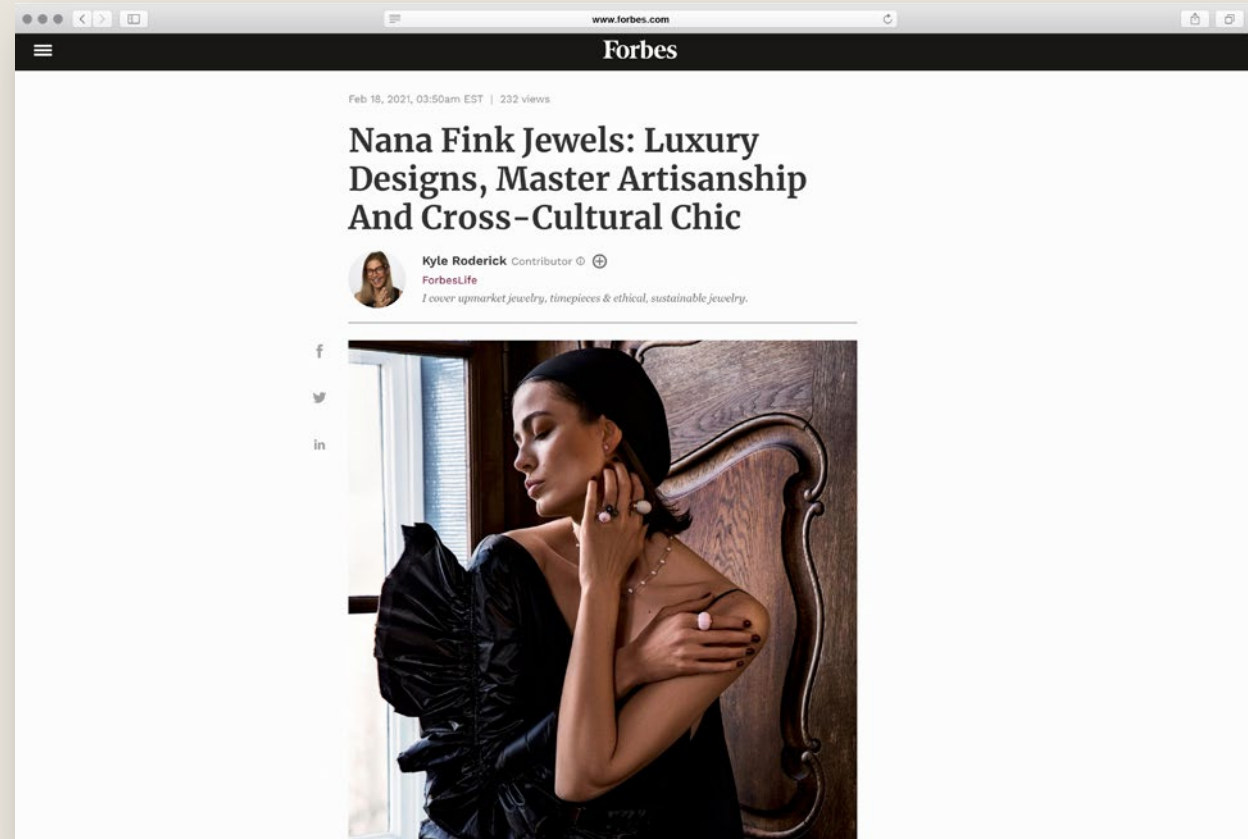 www.forbes.com
Forbes
Feb 18, 2021, 03:50am EST | 232 views
Nana Fink Jewels: Luxury
Designs, Master Artisanship
And Cross-Cultural Chic
Kyle Roderick Contributor
ForbesLife
I cover upmarket jewelry, timepieces & ethical, sustainable jewelry.
f
in